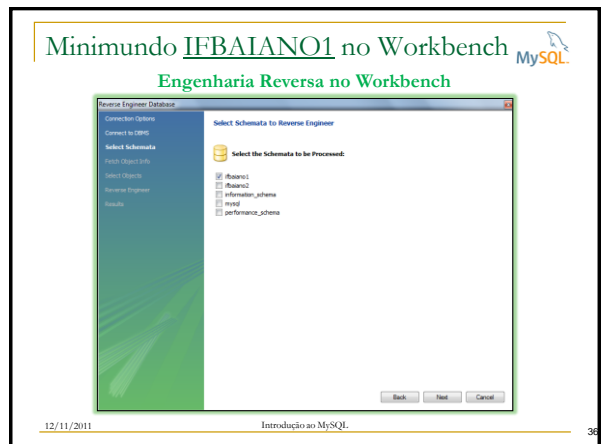 Minimundo IFBAIANO1 no Workbench
MySQL
Engenharia Reversa no Workbench
Reverse Engineer Database
Connection Options
Connect to DBMS
Select Schemata
Fetch Object Info
Select Objects
Reverse Engineer
Results
Select Schemata to Reverse Engineer
Select the Schemata to be Processed:
ifbaiano1
ifbaiano2
information_schema
mysql
performance_schema
Back
Next
Cancel
12/11/2011
Introdução ao MySQL
36